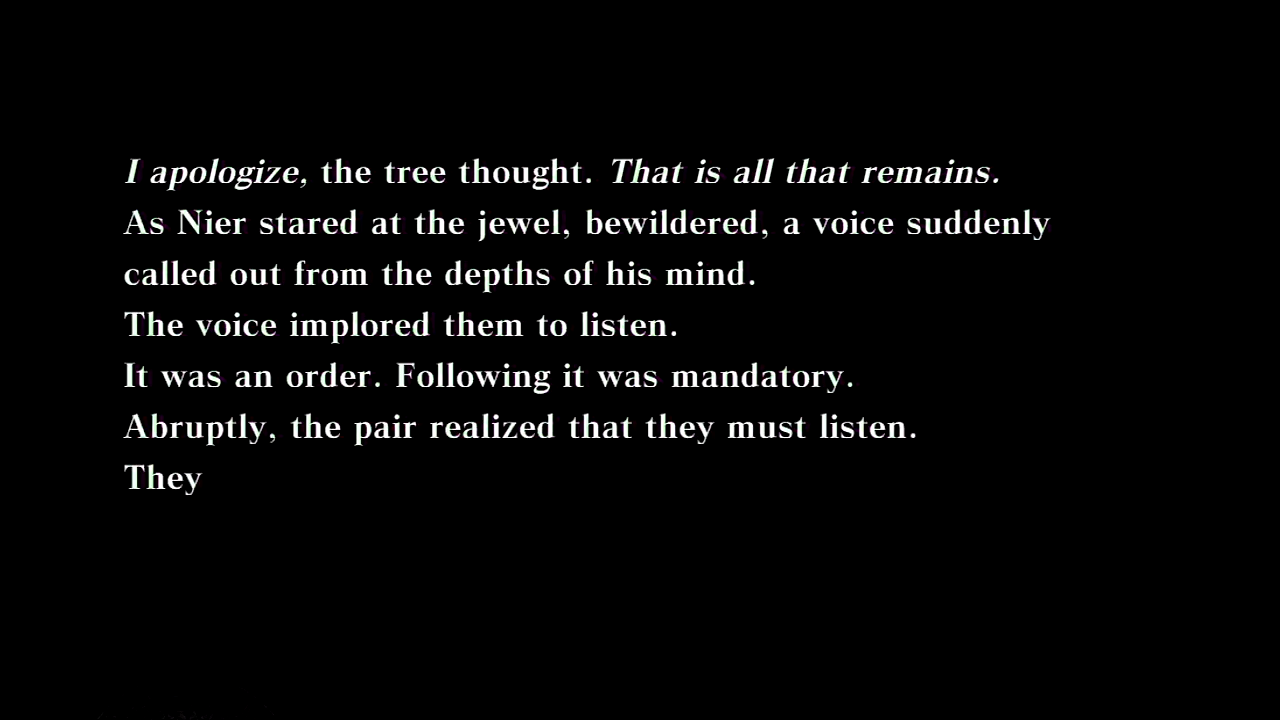 I apologize, the tree thought. That is all that remains.
As Nier stared at the jewel, bewildered, a voice suddenly
called out from the depths of his mind.
The voice implored them to listen.
It was an order. Following it was mandatory.
Abruptly, the pair realized that they must listen.
They